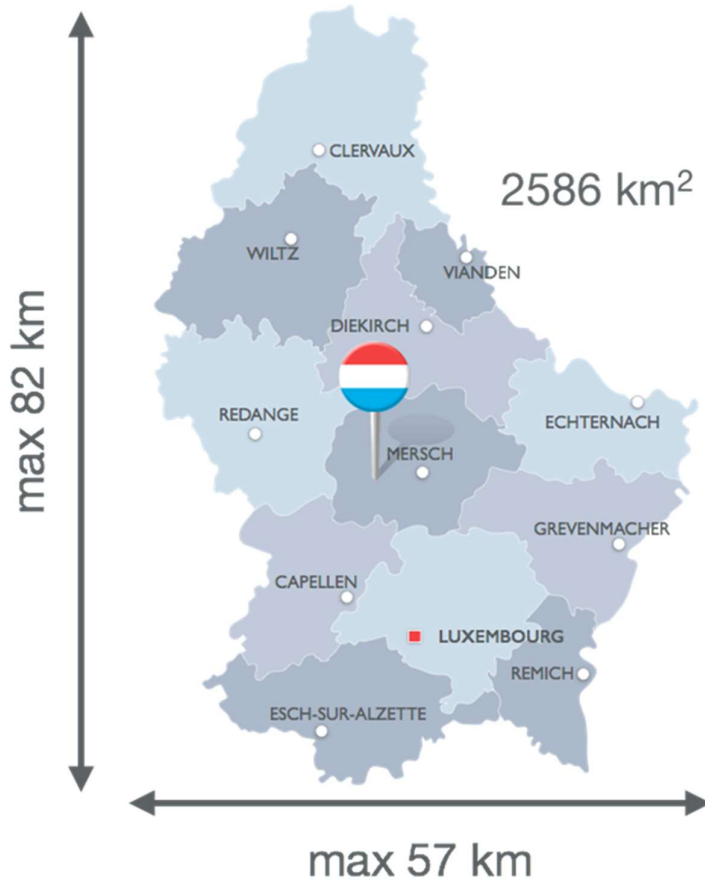 CLERVAUX
2586 km²
WILTZ
VIANDEN
DIEKIRCH
max 82 km
REDANGE
ECHTERNACH
MERSCH
GREVENMACHER
CAPELLEN
LUXEMBOURG
REMICH
ESCH-SUR-ALZETTE
max 57 km